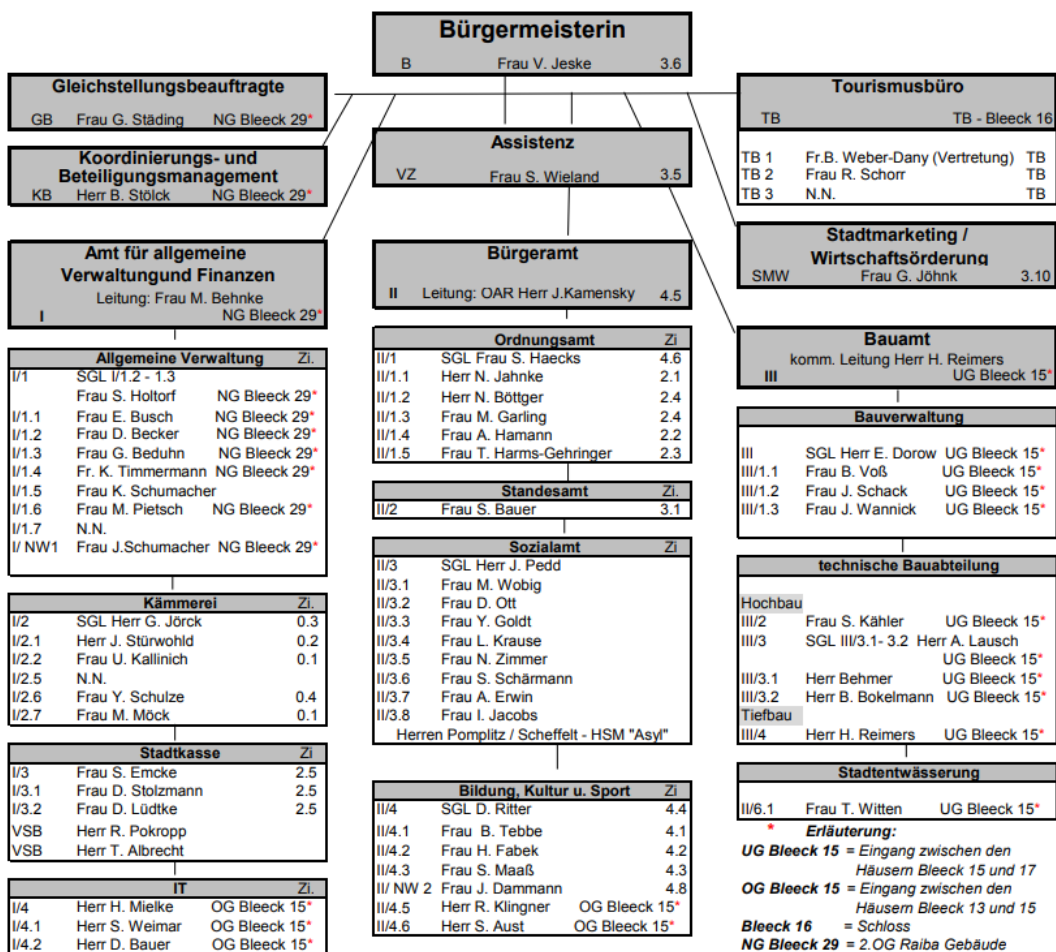 Bürgermeisterin
B Frau V. Jeske 3.6
Gleichstellungsbeauftragte
GB Frau G. Städing NG Bleeck 29*
Koordinierungs- und
Beteiligungsmanagement
KB Herr B. Stölck NG Bleeck 29*
Assistenz
VZ Frau S. Wieland 3.5
Tourismusbüro
TB TB - Bleeck 16
TB 1 Fr.B. Weber-Dany (Vertretung) TB
TB 2 Frau R. Schorr TB
TB 3 N.N. TB
Stadtmarketing /
Wirtschaftsörderung
SMW Frau G. Jöhnk 3.10
Amt für allgemeine
Verwaltungund Finanzen
Leitung: Frau M. Behnke
I NG Bleeck 29*
Allgemeine Verwaltung Zi.
I/1 SGL I/1.2 - 1.3
Frau S. Holtorf NG Bleeck 29*
I/1.1 Frau E. Busch NG Bleeck 29*
I/1.2 Frau D. Becker NG Bleeck 29*
I/1.3 Frau G. Beduhn NG Bleeck 29*
I/1.4 Fr. K. Timmermann NG Bleeck 29*
I/1.5 Frau K. Schumacher
I/1.6 Frau M. Pietsch NG Bleeck 29*
I/1.7 N.N.
I/ NW1 Frau J.Schumacher NG Bleeck 29*
Kämmerei Zi.
I/2 SGL Herr G. Jörck 0.3
I/2.1 Herr J. Stürwohld 0.2
I/2.2 Frau U. Kallinich 0.1
I/2.5 N.N.
I/2.6 Frau Y. Schulze 0.4
I/2.7 Frau M. Möck 0.1
Stadtkasse Zi
I/3 Frau S. Emcke 2.5
I/3.1 Frau D. Stolzmann 2.5
I/3.2 Frau D. Lüdtke 2.5
VSB Herr R. Pokropp
VSB Herr T. Albrecht
IT Zi.
I/4 Herr H. Mielke OG Bleeck 15*
I/4.1 Herr S. Weimar OG Bleeck 15*
I/4.2 Herr D. Bauer OG Bleeck 15*
Bürgeramt
II Leitung: OAR Herr J.Kamensky 4.5
Ordnungsamt Zi
II/1 SGL Frau S. Haecks 4.6
II/1.1 Herr N. Jahnke 2.1
II/1.2 Herr N. Böttger 2.4
II/1.3 Frau M. Garling 2.4
II/1.4 Frau A. Hamann 2.2
II/1.5 Frau T. Harms-Gehringer 2.3
Standesamt Zi.
II/2 Frau S. Bauer 3.1
Sozialamt Zi
II/3 SGL Herr J. Pedd
II/3.1 Frau M. Wobig
II/3.2 Frau D. Ott
II/3.3 Frau Y. Goldt
II/3.4 Frau L. Krause
II/3.5 Frau N. Zimmer
II/3.6 Frau S. Schärmann
II/3.7 Frau A. Erwin
II/3.8 Frau I. Jacobs
Herren Pomplitz / Scheffelt - HSM "Asyl"
Bildung, Kultur u. Sport Zi
II/4 SGL D. Ritter 4.4
II/4.1 Frau B. Tebbe 4.1
II/4.2 Frau H. Fabek 4.2
II/4.3 Frau S. Maaß 4.3
II/ NW 2 Frau J. Dammann 4.8
II/4.5 Herr R. Klingner OG Bleeck 15*
II/4.6 Herr S. Aust OG Bleeck 15*
Bauamt
komm. Leitung Herr H. Reimers
III UG Bleeck 15*
Bauverwaltung
III SGL Herr E. Dorow UG Bleeck 15*
III/1.1 Frau B. Voß UG Bleeck 15*
III/1.2 Frau J. Schack UG Bleeck 15*
III/1.3 Frau J. Wannick UG Bleeck 15*
technische Bauabteilung
Hochbau
III/2 Frau S. Kähler UG Bleeck 15*
III/3 SGL III/3.1- 3.2 Herr A. Lausch
UG Bleeck 15*
III/3.1 Herr Behmer UG Bleeck 15*
III/3.2 Herr B. Bokelmann UG Bleeck 15*
Tiefbau
III/4 Herr H. Reimers UG Bleeck 15*
Stadtentwässerung
II/6.1 Frau T. Witten UG Bleeck 15*
* Erläuterung:
UG Bleeck 15 = Eingang zwischen den
Häusern Bleeck 15 und 17
OG Bleeck 15 = Eingang zwischen den
Häusern Bleeck 13 und 15
Bleeck 16 = Schloss
NG Bleeck 29 = 2.OG Raiba Gebäude